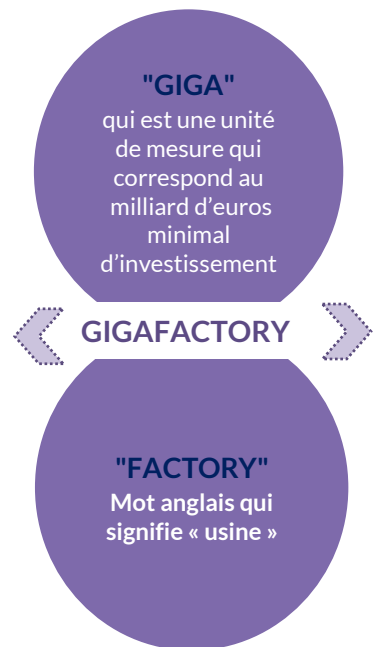 "GIGA"
qui est une unité
de mesure qui
correspond au
milliard d’euros
minimal
d’investissement
GIGAFACTORY
"FACTORY"
Mot anglais qui
signifie « usine »